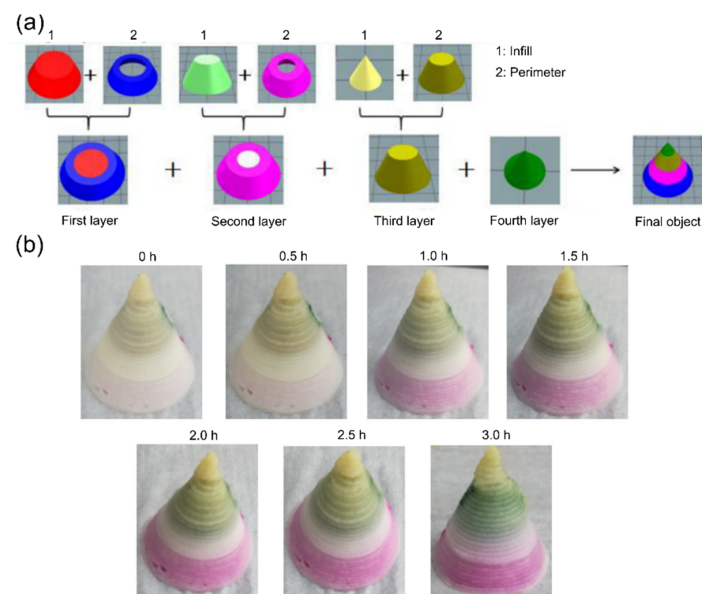 (a)
1 2 1 2 1 2
1: Infill
2: Perimeter
+ + +
+ + + →
First layer Second layer Third layer Fourth layer Final object
(b)
0 h 0.5 h 1.0 h 1.5 h
2.0 h 2.5 h 3.0 h